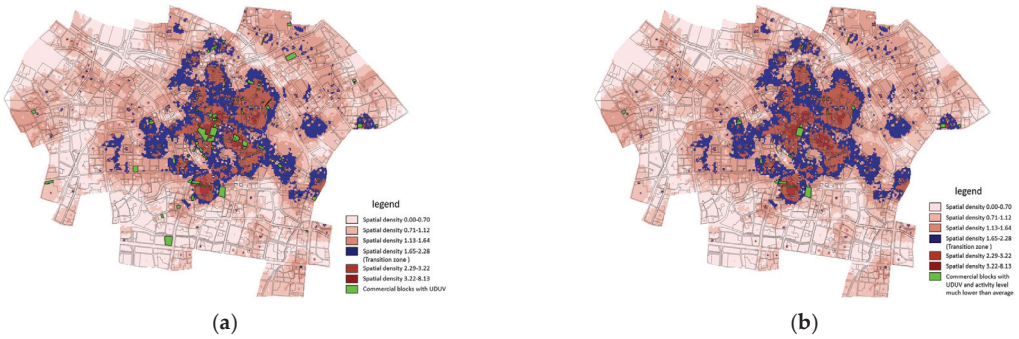 legend
Spatial density 0.00-0.70
Spatial density 0.71-1.12
Spatial density 1.13-1.64
Spatial density 1.65-2.28
(Transition zone )
Spatial density 2.29-3.22
Spatial density 3.22-8.13
Commercial blocks with UDUV
(a)
legend
Spatial density 0.00-0.70
Spatial density 0.71-1.12
Spatial density 1.13-1.64
Spatial density 1.65-2.28
(Transition zone )
Spatial density 2.29-3.22
Spatial density 3.22-8.13
Commercial blocks with
UDUV and activity level
much lower than average
(b)